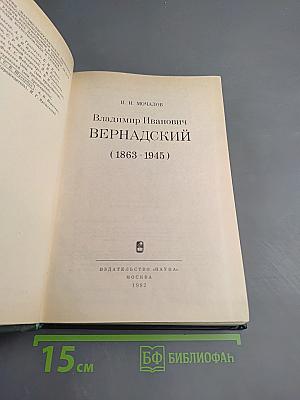 И. И. МОЧАЛОВ
Владимир Иванович
ВЕРНАДСКИЙ
(1863-1945)
ИЗДАТЕЛЬСТВО «НАУКА»
МОСКВА
1982
15 см
БФ БИБЛИОФАН